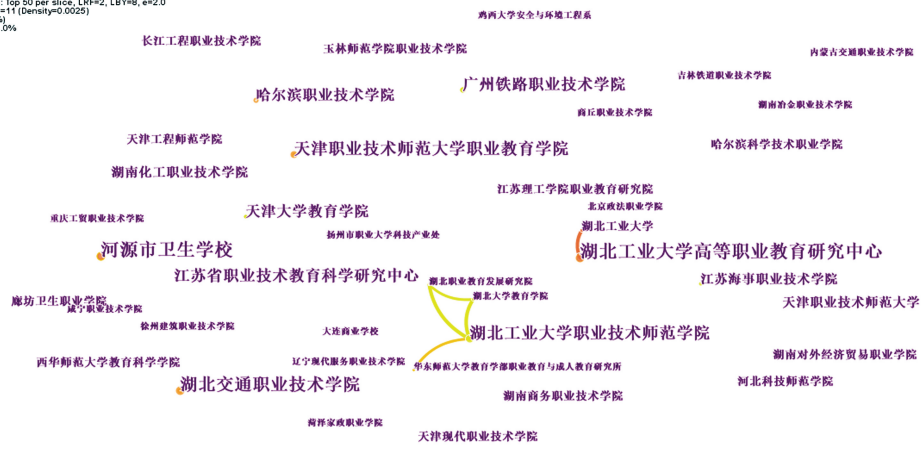 : Top 50 per slice, LRF=2, LBY=8, e=2.0
=11 (Density=0.0025)
%)
.0%
鸡西大学安全与环境工程系
长江工程职业技术学院
玉林师范学院职业技术学院
内蒙古交通职业技术学院
吉林铁道职业技术学院
广州铁路职业技术学院
哈尔滨职业技术学院
湖南冶金职业技术学院
商丘职业技术学院
天津工程师范学院
哈尔滨科学技术职业学院
天津职业技术师范大学职业教育学院
湖南化工职业技术学院
江苏理工学院职业教育研究院
北京政法职业学院
天津大学教育学院
重庆工贸职业技术学院
湖北工业大学
扬州市职业大学科技产业处
河源市卫生学校
湖北工业大学高等职业教育研究中心
江苏省职业技术教育科学研究中心
湖北职业教育发展研究院
江苏海事职业技术学院
湖北大学教育学院
廊坊卫生职业学院
天津职业技术师范大学
咸宁职业技术学院
徐州建筑职业技术学院
大连商业学校
湖北工业大学职业技术师范学院
湖南对外经济贸易职业学院
西华师范大学教育科学学院
辽宁现代服务职业技术学院
华东师范大学教育学部职业教育与成人教育研究所
河北科技师范学院
湖北交通职业技术学院
湖南商务职业技术学院
菏泽家政职业学院
天津现代职业技术学院